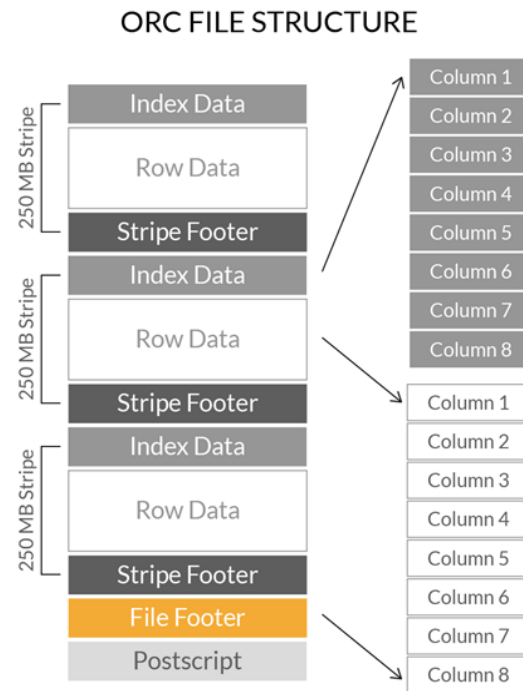 ORC FILE STRUCTURE
250 MB Stripe
Index Data
Row Data
Stripe Footer
250 MB Stripe
Index Data
Row Data
Stripe Footer
250 MB Stripe
Index Data
Row Data
Stripe Footer
File Footer
Postscript
Column 1
Column 2
Column 3
Column 4
Column 5
Column 6
Column 7
Column 8
Column 1
Column 2
Column 3
Column 4
Column 5
Column 6
Column 7
Column 8